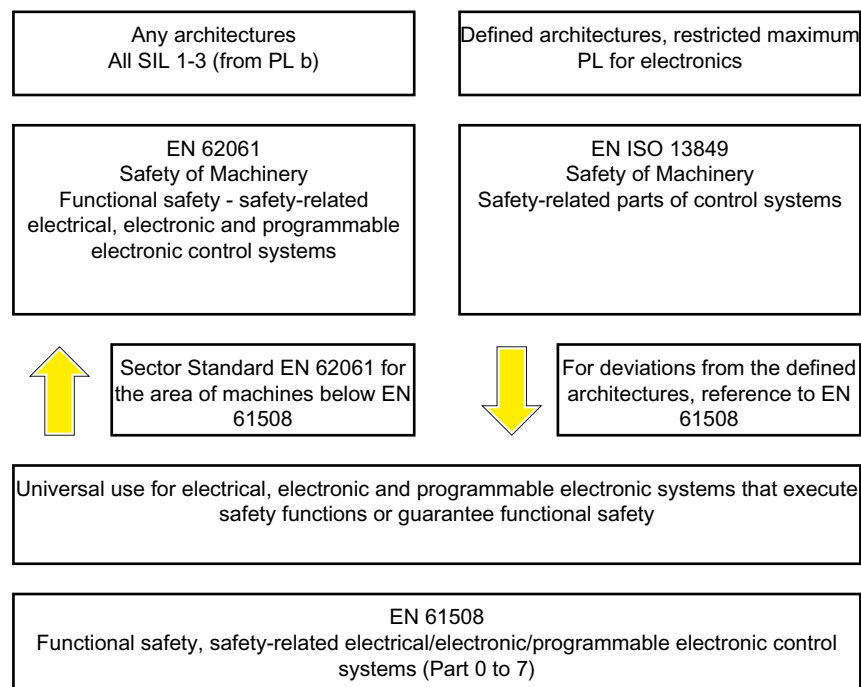 Any architectures
All SIL 1-3 (from PL b)
Defined architectures, restricted maximum
PL for electronics
EN 62061
Safety of Machinery
Functional safety - safety-related
electrical, electronic and programmable
electronic control systems
EN ISO 13849
Safety of Machinery
Safety-related parts of control systems
Sector Standard EN 62061 for
the area of machines below EN
61508
For deviations from the defined
architectures, reference to EN
61508
Universal use for electrical, electronic and programmable electronic systems that execute
safety functions or guarantee functional safety
EN 61508
Functional safety, safety-related electrical/electronic/programmable electronic control
systems (Part 0 to 7)